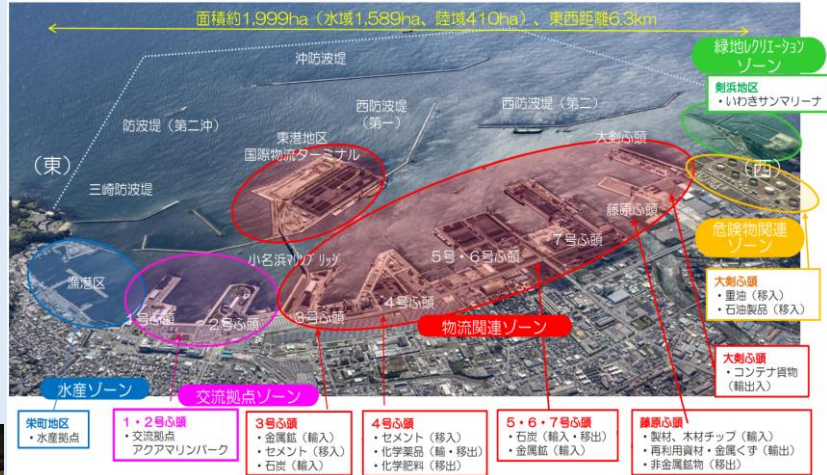 面積約1,999ha（水域1,589ha、陸域410ha）、東西距離6.3km
沖防波堤
緑地レクリエーション
ゾーン
剣浜地区
・いわきサンマリーナ
西防波堤
（第一）
西防波堤（第二）
防波堤（第二沖）
東港地区
国際物流ターミナル
大剣ふ頭
（東）
（西）
三崎防波堤
藤原ふ頭
危険物関連
ゾーン
7号ふ頭
5号・6号ふ頭
小名浜マリンブリッジ
漁港区
4号ふ頭
大剣ふ頭
・重油（移入）
・石油製品（移入）
1号ふ頭
2号ふ頭
3号ふ頭
物流関連ゾーン
大剣ふ頭
・コンテナ貨物
（輸出入）
水産ゾーン
交流拠点ゾーン
栄町地区
・水産拠点
1・2号ふ頭
・交流拠点
アクアマリンパーク
3号ふ頭
・金属鉱（輸入）
・セメント（移入）
・石炭（輸入）
4号ふ頭
・セメント（移入）
・化学薬品（輸・移出）
・化学肥料（移出）
5・6・7号ふ頭
・石炭（輸入・移出）
・金属鉱（輸入）
藤原ふ頭
・製材、木材チップ（輸入）
・再利用資材・金属くず（輸出）
・非金属鉱物（移出）